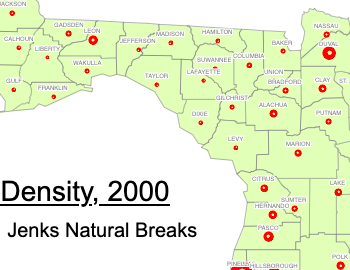 JACKSON
GADSDEN
LEON
CALHOUN
LIBERTY
WAKULLA
GULF
FRANKLIN
JEFFERSON
MADISON
HAMILTON
TAYLOR
SUWANNEE
LAFAYETTE
COLUMBIA
BAKER
NASSAU
DUVAL
UNION
BRADFORD
CLAY
ST.
DIXIE
GILCHRIST
ALACHUA
PUTNAM
LEVY
MARION
CITRUS
SUMTER
LAKE
HERNANDO
PASCO
HILLSBOROUGH
POLK
Density, 2000
Jenks Natural Breaks